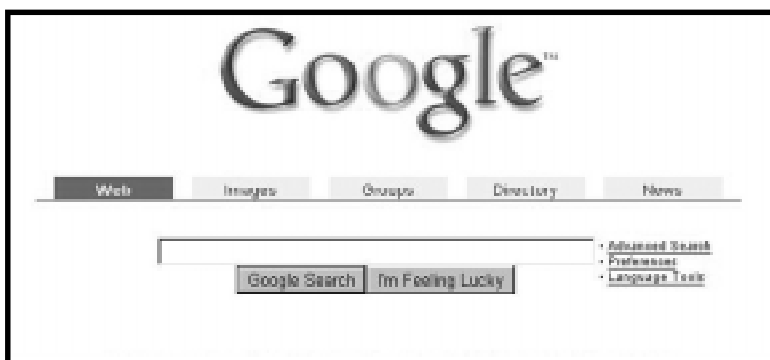 Google™
Web Images Groups Directory News
Advanced Search
• Preferences
• Language Tools
Google Search I'm Feeling Lucky